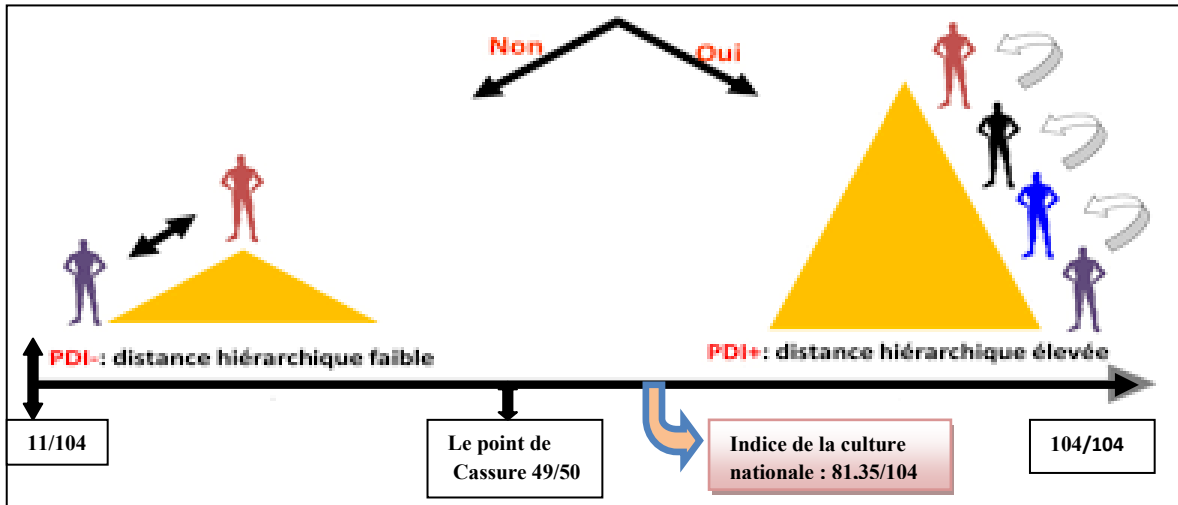 Non
Oui
PDI-: distance hiérarchique faible
PDI+: distance hiérarchique élevée
11/104
Le point de
Cassure 49/50
Indice de la culture
nationale : 81.35/104
104/104